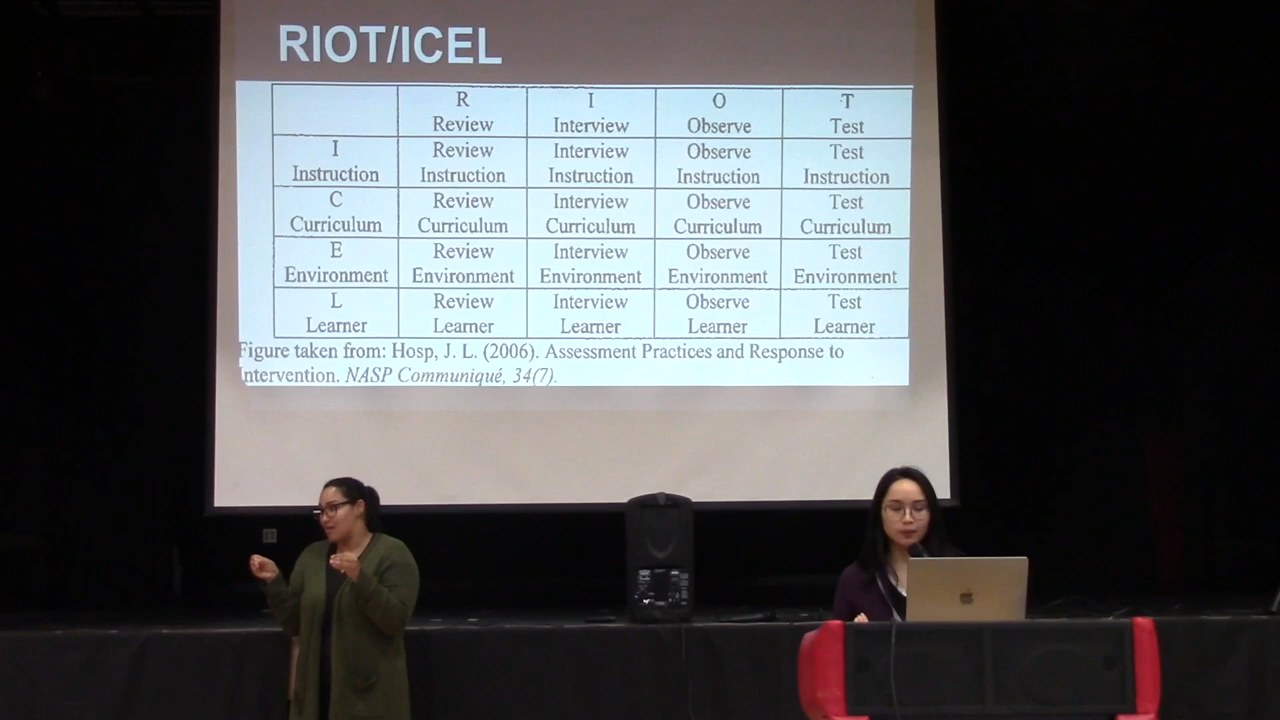 RIOT/ICEL
R I O T
Review Interview Observe Test
I Review Interview Observe Test
Instruction Instruction Instruction Instruction Instruction
C Review Interview Observe Test
Curriculum Curriculum Curriculum Curriculum Curriculum
E Review Interview Observe Test
Environment Environment Environment Environment Environment
L Review Interview Observe Test
Learner Learner Learner Learner Learner
Figure taken from: Hosp, J. L. (2006). Assessment Practices and Response to
Intervention. NASP Communiqué, 34(7).